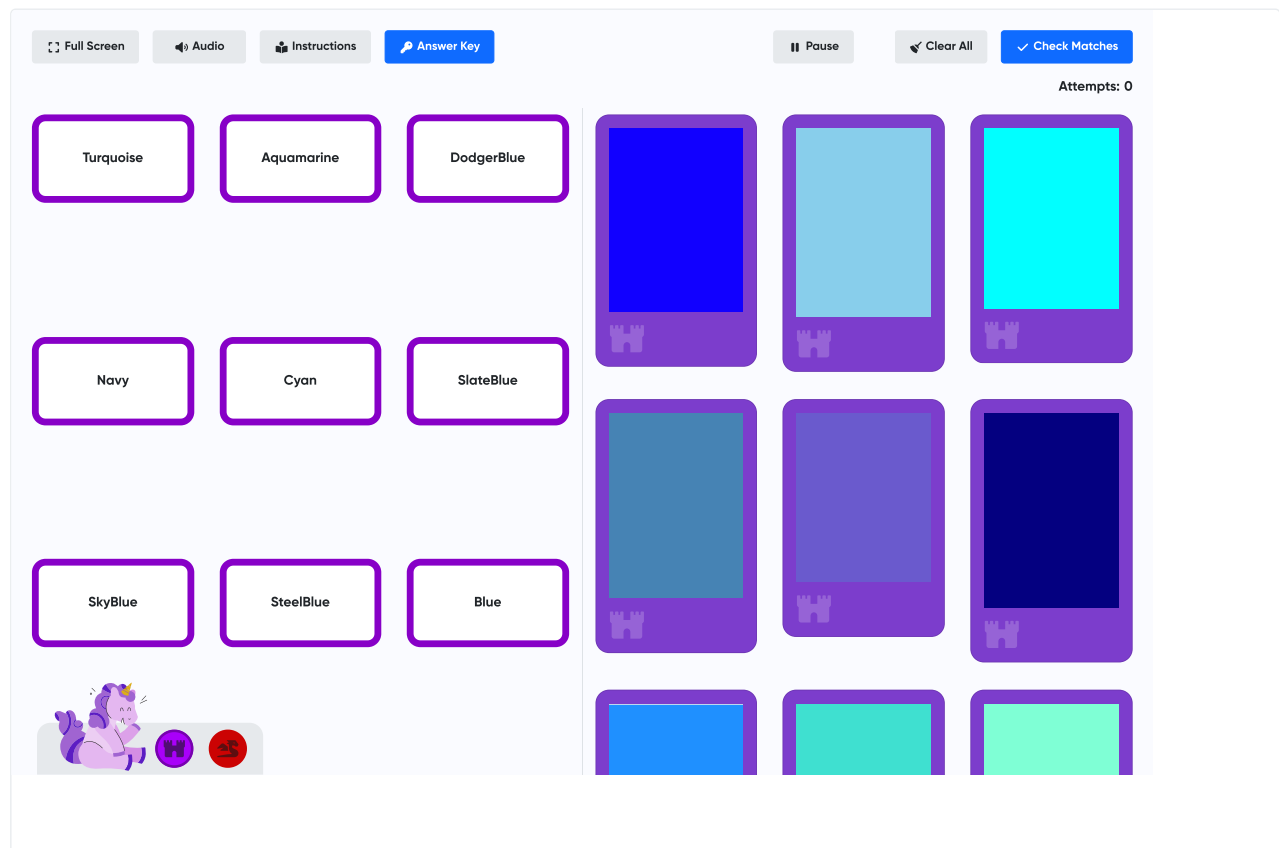 Full Screen
Audio
Instructions
Answer Key
Pause
Clear All
Check Matches
Attempts: 0
Turquoise
Aquamarine
DodgerBlue
Navy
Cyan
SlateBlue
SkyBlue
SteelBlue
Blue